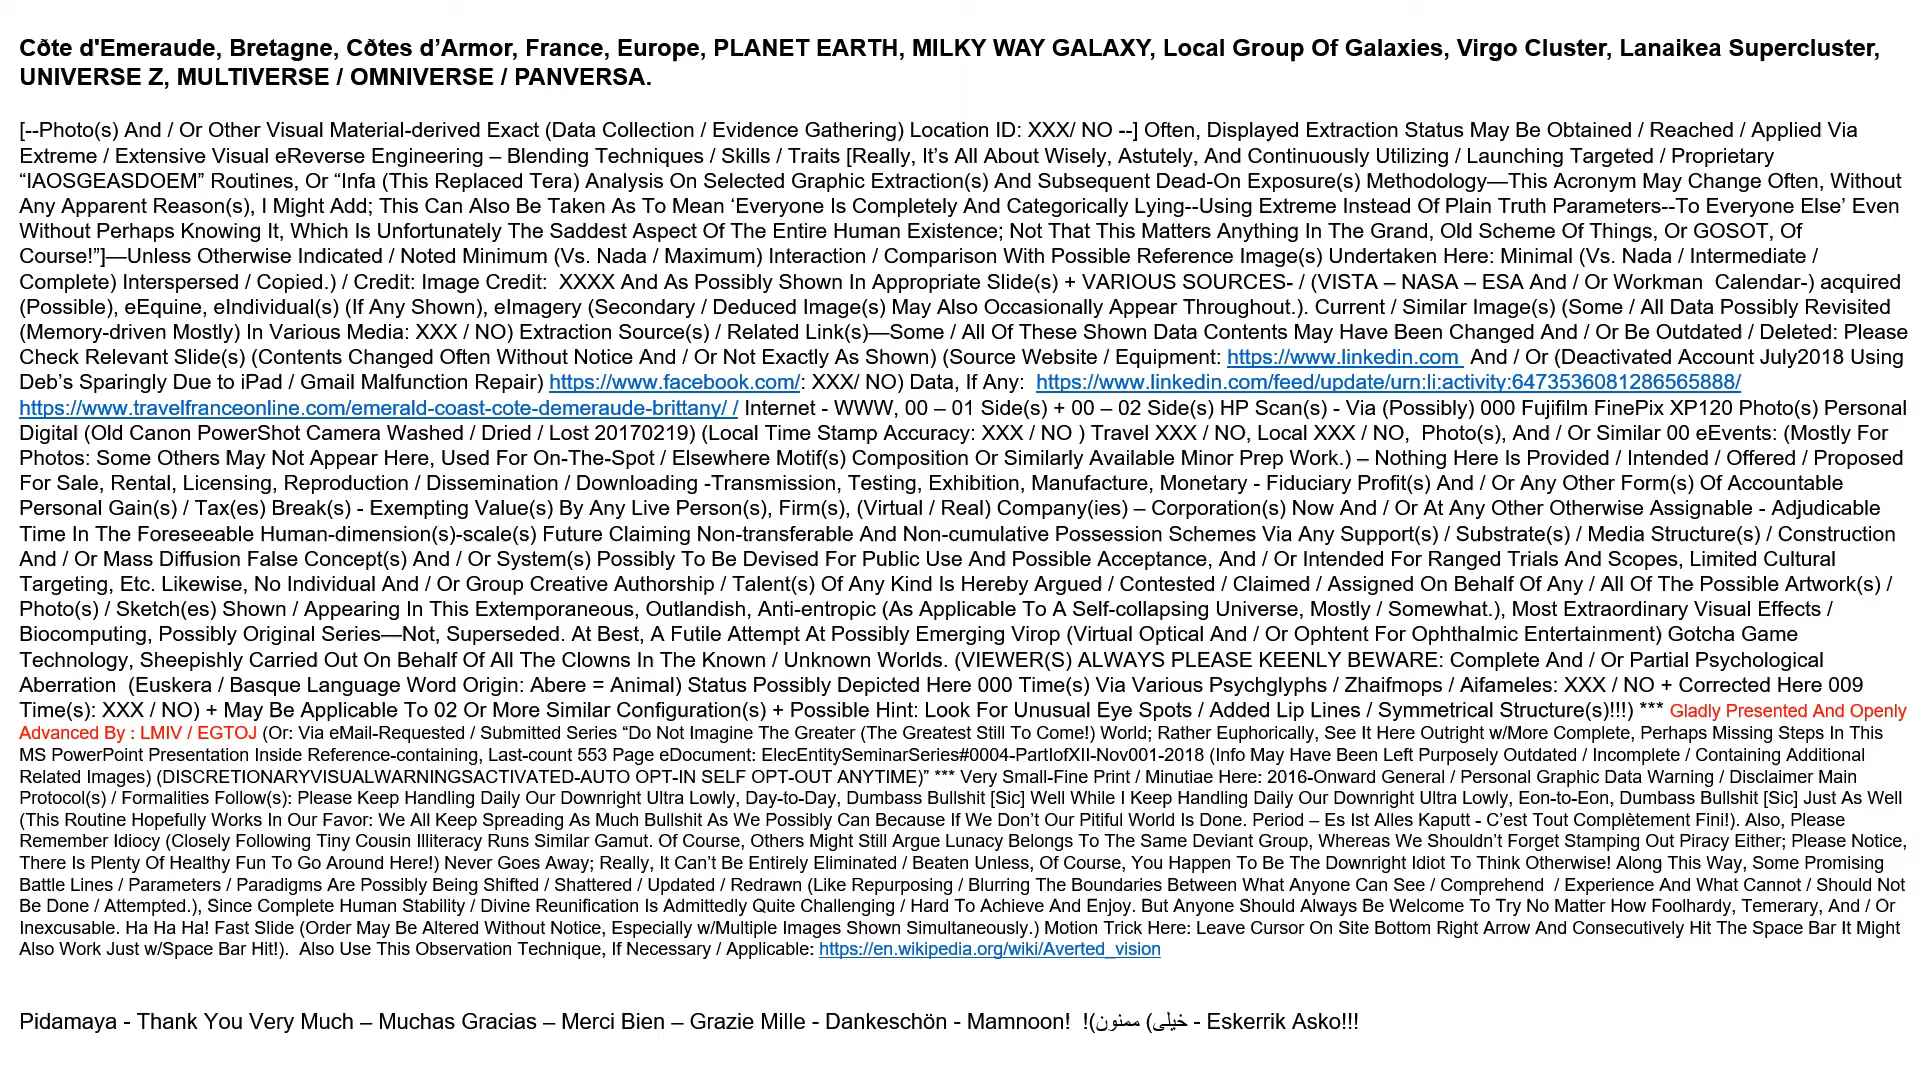 Cðte d'Emeraude, Bretagne, Cðtes d’Armor, France, Europe, PLANET EARTH, MILKY WAY GALAXY, Local Group Of Galaxies, Virgo Cluster, Lanaikea Supercluster,
UNIVERSE Z, MULTIVERSE / OMNIVERSE / PANVERSA.
[--Photo(s) And / Or Other Visual Material-derived Exact (Data Collection / Evidence Gathering) Location ID: XXX/ NO --] Often, Displayed Extraction Status May Be Obtained / Reached / Applied Via
Extreme / Extensive Visual eReverse Engineering – Blending Techniques / Skills / Traits [Really, It’s All About Wisely, Astutely, And Continuously Utilizing / Launching Targeted / Proprietary
“IAOSGEASDOEM” Routines, Or “Infa (This Replaced Tera) Analysis On Selected Graphic Extraction(s) And Subsequent Dead-On Exposure(s) Methodology—This Acronym May Change Often, Without
Any Apparent Reason(s), I Might Add; This Can Also Be Taken As To Mean ‘Everyone Is Completely And Categorically Lying--Using Extreme Instead Of Plain Truth Parameters--To Everyone Else’ Even
Without Perhaps Knowing It, Which Is Unfortunately The Saddest Aspect Of The Entire Human Existence; Not That This Matters Anything In The Grand, Old Scheme Of Things, Or GOSOT, Of
Course!”]—Unless Otherwise Indicated / Noted Minimum (Vs. Nada / Maximum) Interaction / Comparison With Possible Reference Image(s) Undertaken Here: Minimal (Vs. Nada / Intermediate /
Complete) Interspersed / Copied.) / Credit: Image Credit:  XXXX And As Possibly Shown In Appropriate Slide(s) + VARIOUS SOURCES- / (VISTA – NASA – ESA And / Or Workman  Calendar-) acquired
(Possible), eEquine, eIndividual(s) (If Any Shown), eImagery (Secondary / Deduced Image(s) May Also Occasionally Appear Throughout.). Current / Similar Image(s) (Some / All Data Possibly Revisited
(Memory-driven Mostly) In Various Media: XXX / NO) Extraction Source(s) / Related Link(s)—Some / All Of These Shown Data Contents May Have Been Changed And / Or Be Outdated / Deleted: Please
Check Relevant Slide(s) (Contents Changed Often Without Notice And / Or Not Exactly As Shown) (Source Website / Equipment: https://www.linkedin.com  And / Or (Deactivated Account July2018 Using
Deb’s Sparingly Due to iPad / Gmail Malfunction Repair) https://www.facebook.com/: XXX/ NO) Data, If Any:  https://www.linkedin.com/feed/update/urn:li:activity:6473536081286565888/
https://www.travelfranceonline.com/emerald-coast-cote-demeraude-brittany/ / Internet - WWW, 00 – 01 Side(s) + 00 – 02 Side(s) HP Scan(s) - Via (Possibly) 000 Fujifilm FinePix XP120 Photo(s) Personal
Digital (Old Canon PowerShot Camera Washed / Dried / Lost 20170219) (Local Time Stamp Accuracy: XXX / NO ) Travel XXX / NO, Local XXX / NO,  Photo(s), And / Or Similar 00 eEvents: (Mostly For
Photos: Some Others May Not Appear Here, Used For On-The-Spot / Elsewhere Motif(s) Composition Or Similarly Available Minor Prep Work.) – Nothing Here Is Provided / Intended / Offered / Proposed
For Sale, Rental, Licensing, Reproduction / Dissemination / Downloading -Transmission, Testing, Exhibition, Manufacture, Monetary - Fiduciary Profit(s) And / Or Any Other Form(s) Of Accountable
Personal Gain(s) / Tax(es) Break(s) - Exempting Value(s) By Any Live Person(s), Firm(s), (Virtual / Real) Company(ies) – Corporation(s) Now And / Or At Any Other Otherwise Assignable - Adjudicable
Time In The Foreseeable Human-dimension(s)-scale(s) Future Claiming Non-transferable And Non-cumulative Possession Schemes Via Any Support(s) / Substrate(s) / Media Structure(s) / Construction
And / Or Mass Diffusion False Concept(s) And / Or System(s) Possibly To Be Devised For Public Use And Possible Acceptance, And / Or Intended For Ranged Trials And Scopes, Limited Cultural
Targeting, Etc. Likewise, No Individual And / Or Group Creative Authorship / Talent(s) Of Any Kind Is Hereby Argued / Contested / Claimed / Assigned On Behalf Of Any / All Of The Possible Artwork(s) /
Photo(s) / Sketch(es) Shown / Appearing In This Extemporaneous, Outlandish, Anti-entropic (As Applicable To A Self-collapsing Universe, Mostly / Somewhat.), Most Extraordinary Visual Effects /
Biocomputing, Possibly Original Series—Not, Superseded. At Best, A Futile Attempt At Possibly Emerging Virop (Virtual Optical And / Or Ophtent For Ophthalmic Entertainment) Gotcha Game
Technology, Sheepishly Carried Out On Behalf Of All The Clowns In The Known / Unknown Worlds. (VIEWER(S) ALWAYS PLEASE KEENLY BEWARE: Complete And / Or Partial Psychological
Aberration  (Euskera / Basque Language Word Origin: Abere = Animal) Status Possibly Depicted Here 000 Time(s) Via Various Psychglyphs / Zhaifmops / Aifameles: XXX / NO + Corrected Here 009
Time(s): XXX / NO) + May Be Applicable To 02 Or More Similar Configuration(s) + Possible Hint: Look For Unusual Eye Spots / Added Lip Lines / Symmetrical Structure(s)!!!) *** Gladly Presented And Openly
Advanced By : LMIV / EGTOJ (Or: Via eMail-Requested / Submitted Series “Do Not Imagine The Greater (The Greatest Still To Come!) World; Rather Euphorically, See It Here Outright w/More Complete, Perhaps Missing Steps In This
MS PowerPoint Presentation Inside Reference-containing, Last-count 553 Page eDocument: ElecEntitySeminarSeries#0004-PartIofXII-Nov001-2018 (Info May Have Been Left Purposely Outdated / Incomplete / Containing Additional
Related Images) (DISCRETIONARYVISUALWARNINGSACTIVATED-AUTO OPT-IN SELF OPT-OUT ANYTIME)” *** Very Small-Fine Print / Minutiae Here: 2016-Onward General / Personal Graphic Data Warning / Disclaimer Main
Protocol(s) / Formalities Follow(s): Please Keep Handling Daily Our Downright Ultra Lowly, Day-to-Day, Dumbass Bullshit [Sic] Well While I Keep Handling Daily Our Downright Ultra Lowly, Eon-to-Eon, Dumbass Bullshit [Sic] Just As Well
(This Routine Hopefully Works In Our Favor: We All Keep Spreading As Much Bullshit As We Possibly Can Because If We Don’t Our Pitiful World Is Done. Period – Es Ist Alles Kaputt - C’est Tout Complètement Fini!). Also, Please
Remember Idiocy (Closely Following Tiny Cousin Illiteracy Runs Similar Gamut. Of Course, Others Might Still Argue Lunacy Belongs To The Same Deviant Group, Whereas We Shouldn’t Forget Stamping Out Piracy Either; Please Notice,
There Is Plenty Of Healthy Fun To Go Around Here!) Never Goes Away; Really, It Can’t Be Entirely Eliminated / Beaten Unless, Of Course, You Happen To Be The Downright Idiot To Think Otherwise! Along This Way, Some Promising
Battle Lines / Parameters / Paradigms Are Possibly Being Shifted / Shattered / Updated / Redrawn (Like Repurposing / Blurring The Boundaries Between What Anyone Can See / Comprehend  / Experience And What Cannot / Should Not
Be Done / Attempted.), Since Complete Human Stability / Divine Reunification Is Admittedly Quite Challenging / Hard To Achieve And Enjoy. But Anyone Should Always Be Welcome To Try No Matter How Foolhardy, Temerary, And / Or
Inexcusable. Ha Ha Ha! Fast Slide (Order May Be Altered Without Notice, Especially w/Multiple Images Shown Simultaneously.) Motion Trick Here: Leave Cursor On Site Bottom Right Arrow And Consecutively Hit The Space Bar It Might
Also Work Just w/Space Bar Hit!).  Also Use This Observation Technique, If Necessary / Applicable: https://en.wikipedia.org/wiki/Averted_vision
Pidamaya - Thank You Very Much – Muchas Gracias – Merci Bien – Grazie Mille - Dankeschön - Mamnoon!  !(خیلی) ممنون - Eskerrik Asko!!!